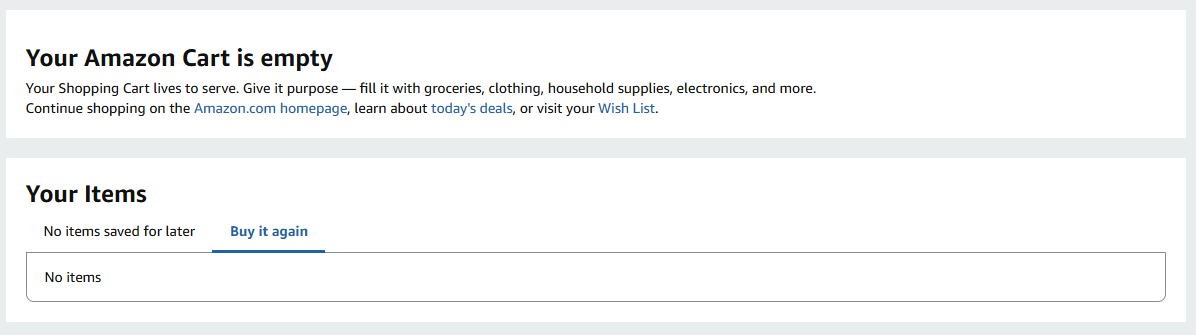 Your Amazon Cart is empty
Your Shopping Cart lives to serve. Give it purpose — fill it with groceries, clothing, household supplies, electronics, and more.
Continue shopping on the Amazon.com homepage, learn about today's deals, or visit your Wish List.
Your Items
No items saved for later
Buy it again
No items